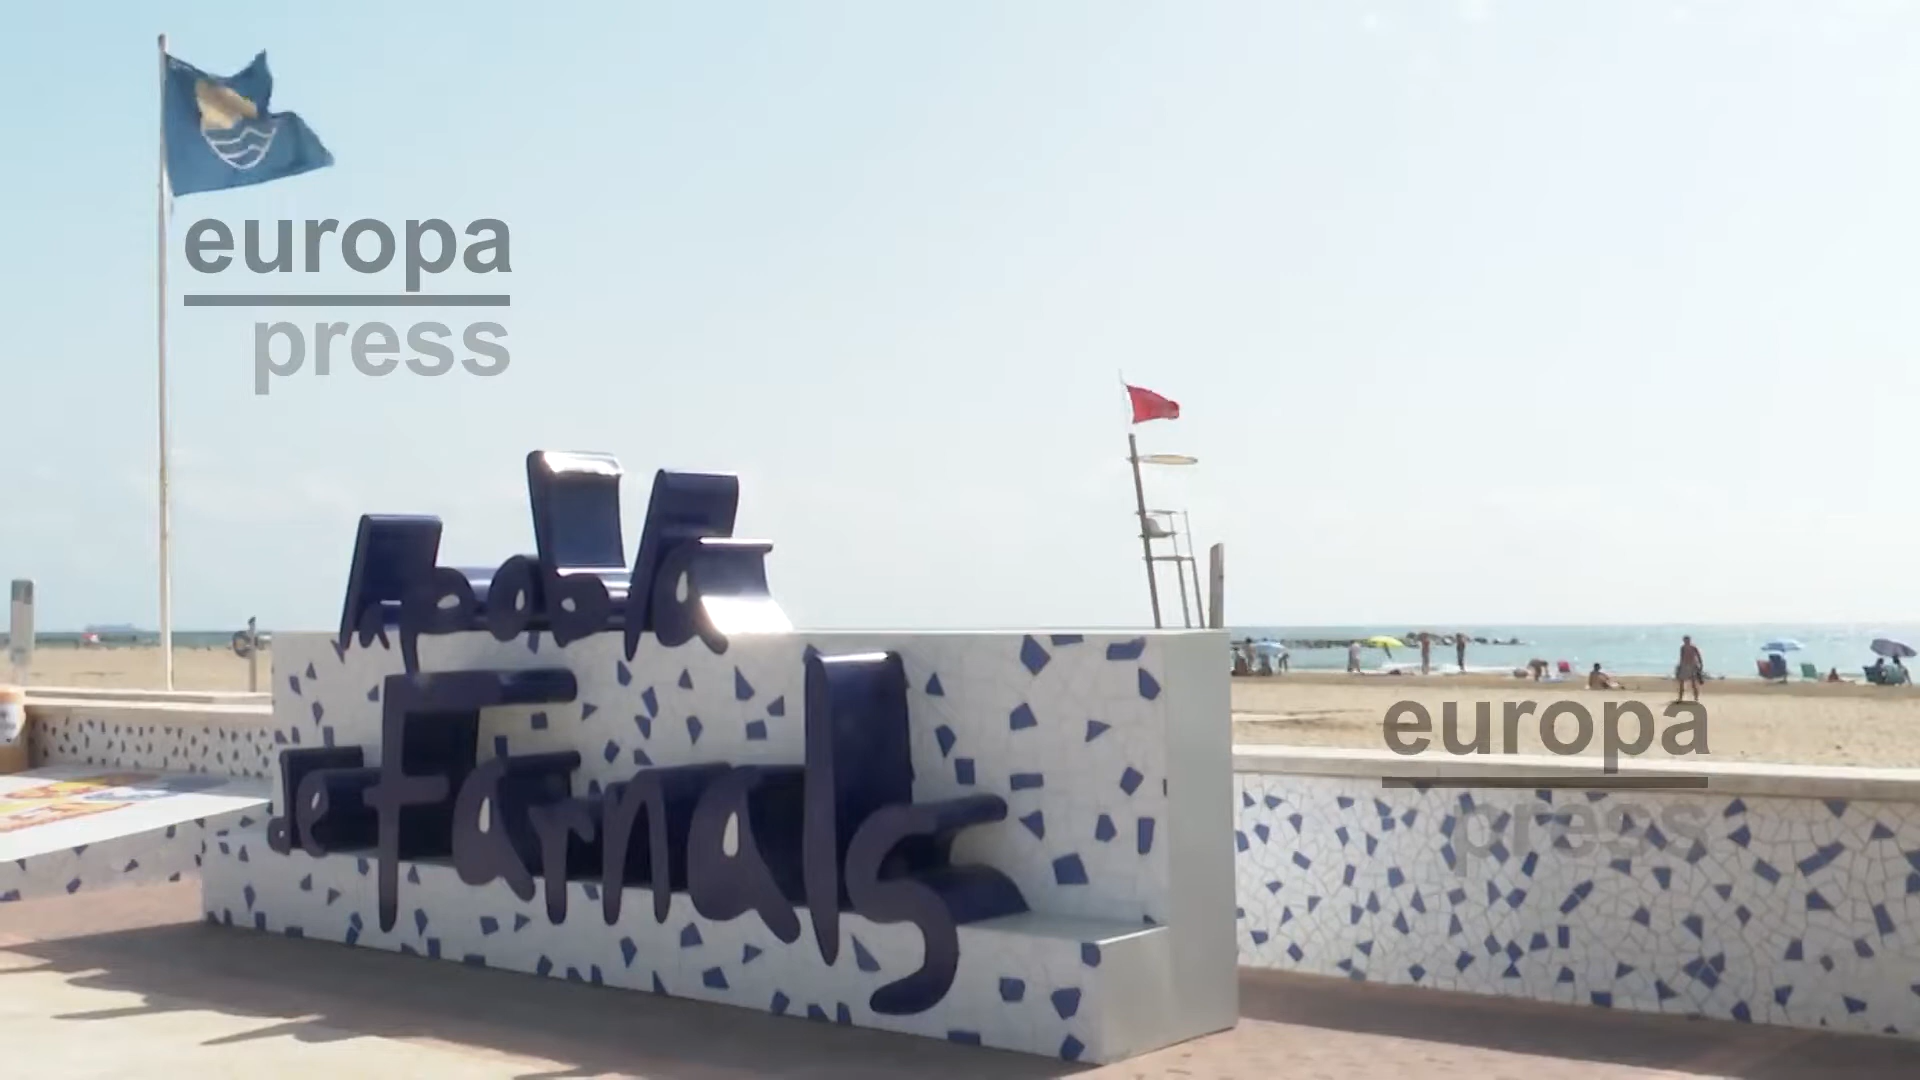 europa
press
la pobla
de Farnals
europa
press